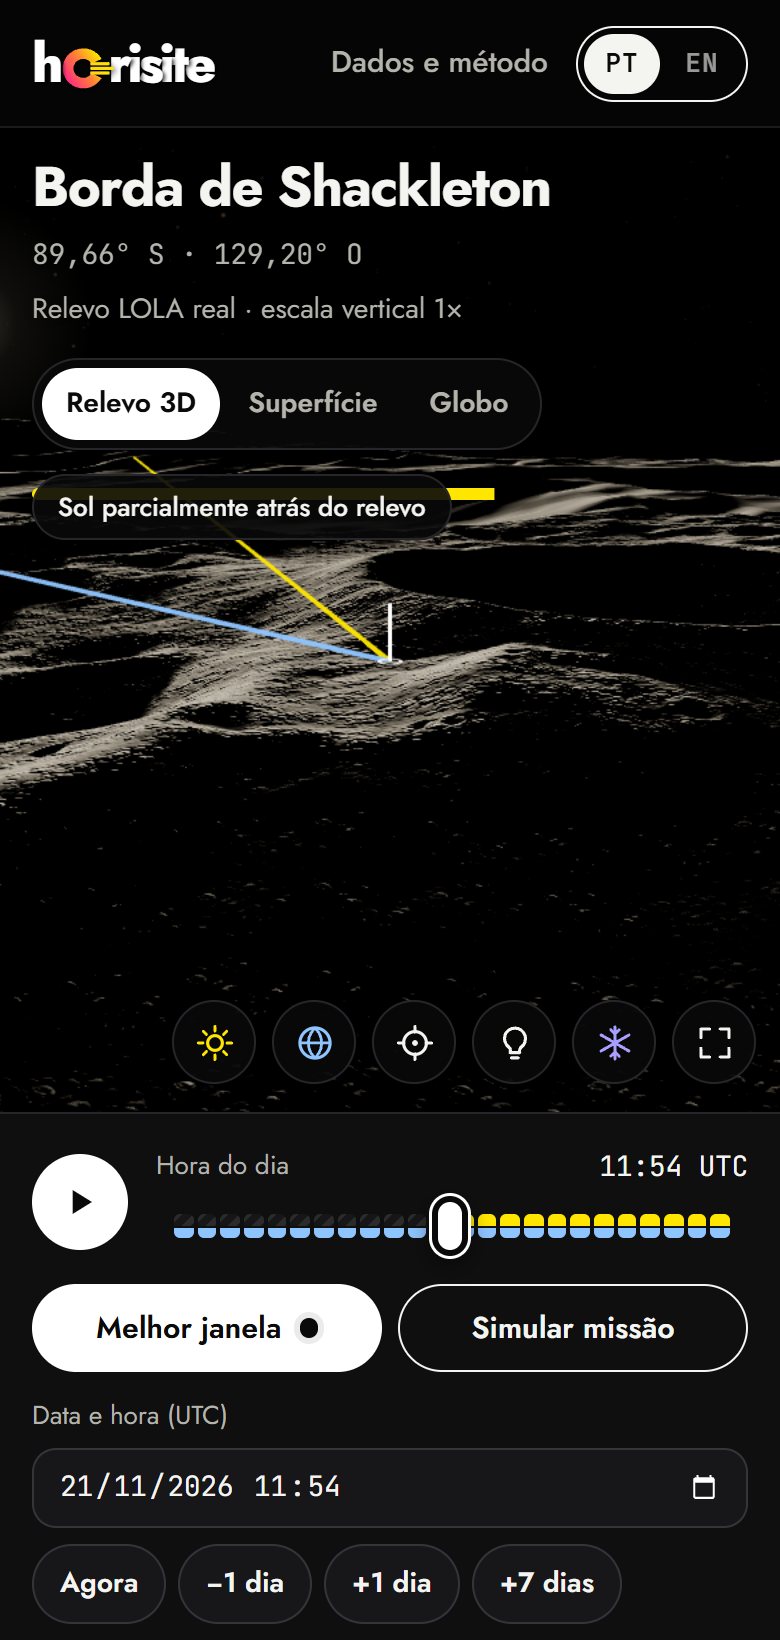 horisite
Dados e método
PT
EN
Borda de Shackleton
89,66° S · 129,20° O
Relevo LOLA real · escala vertical 1×
Relevo 3D
Superfície
Globo
Sol parcialmente atrás do relevo
Hora do dia
11:54 UTC
Melhor janela
Simular missão
Data e hora (UTC)
21/11/2026 11:54
Agora
−1 dia
+1 dia
+7 dias